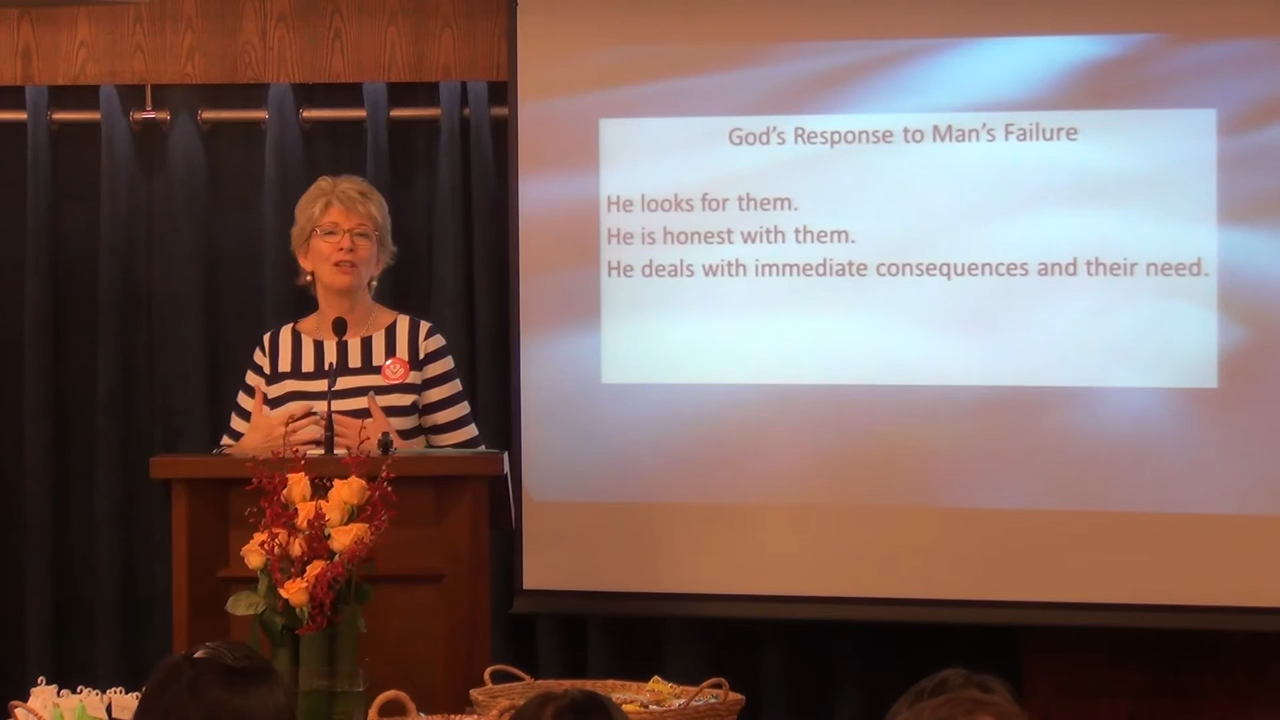 God's Response to Man's Failure
He looks for them.
He is honest with them.
He deals with immediate consequences and their need.